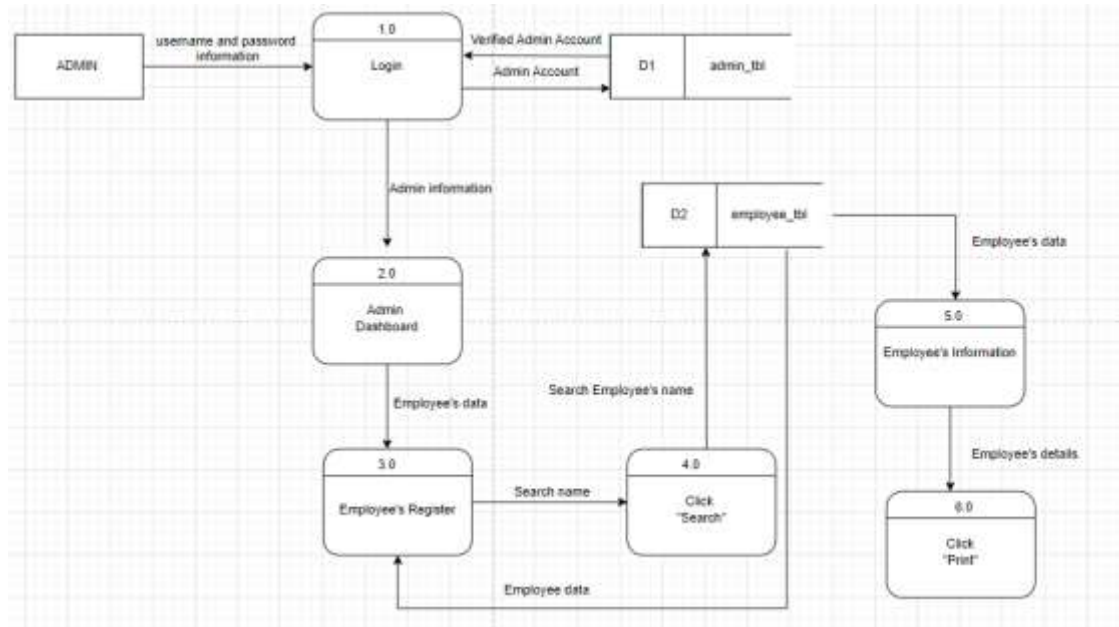 1.0
Login
ADMIN
username and password
information
Verified Admin Account
Admin Account
D1
admin_tbl
Admin information
D2
employee_tbl
Employee's data
2.0
Admin
Dashboard
5.0
Employee's Information
Employee's data
Search Employee's name
3.0
Employee's Register
Search name
4.0
Click
"Search"
Employee's details
6.0
Click
"Print"
Employee data